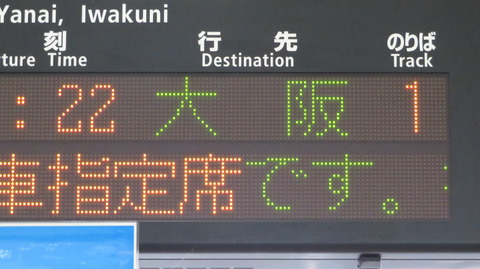 Yanai, Iwakuni
刻 行先 のりば
rture Time Destination Track
:22 大阪 1
車指定席です。